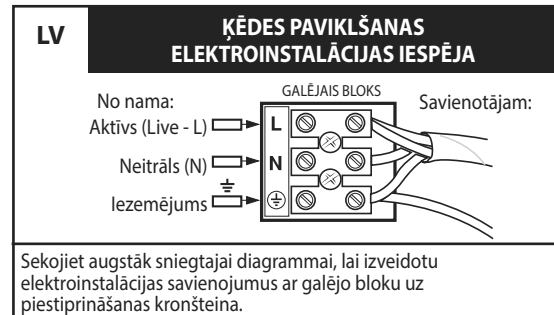 LV
ĶĒDES PAVIKLŠANAS
ELEKTROINSTALĀCIJAS IESPĒJA
GALĒJAIS BLOKS
No nama:
Savienotājam:
Aktīvs (Live - L)
L
Neitrāls (N)
N
Iezemējums
Sekojiet augstāk sniegtajai diagrammai, lai izveidotu
elektroinstalācijas savienojumus ar galējo bloku uz
piestiprināšanas kronšteina.